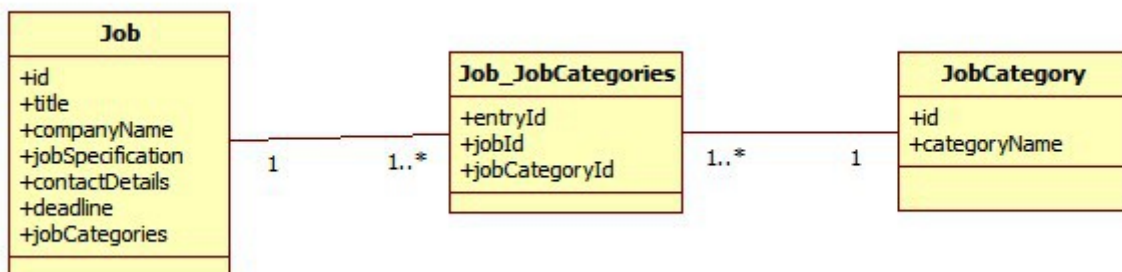 Job
+id
+title
+companyName
+jobSpecification
+contactDetails
+deadline
+jobCategories
1
1..*
Job_JobCategories
+entryId
+jobId
+jobCategoryId
1..*
1
JobCategory
+id
+categoryName